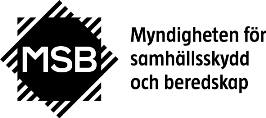 MSB
Myndigheten för
samhällsskydd
och beredskap